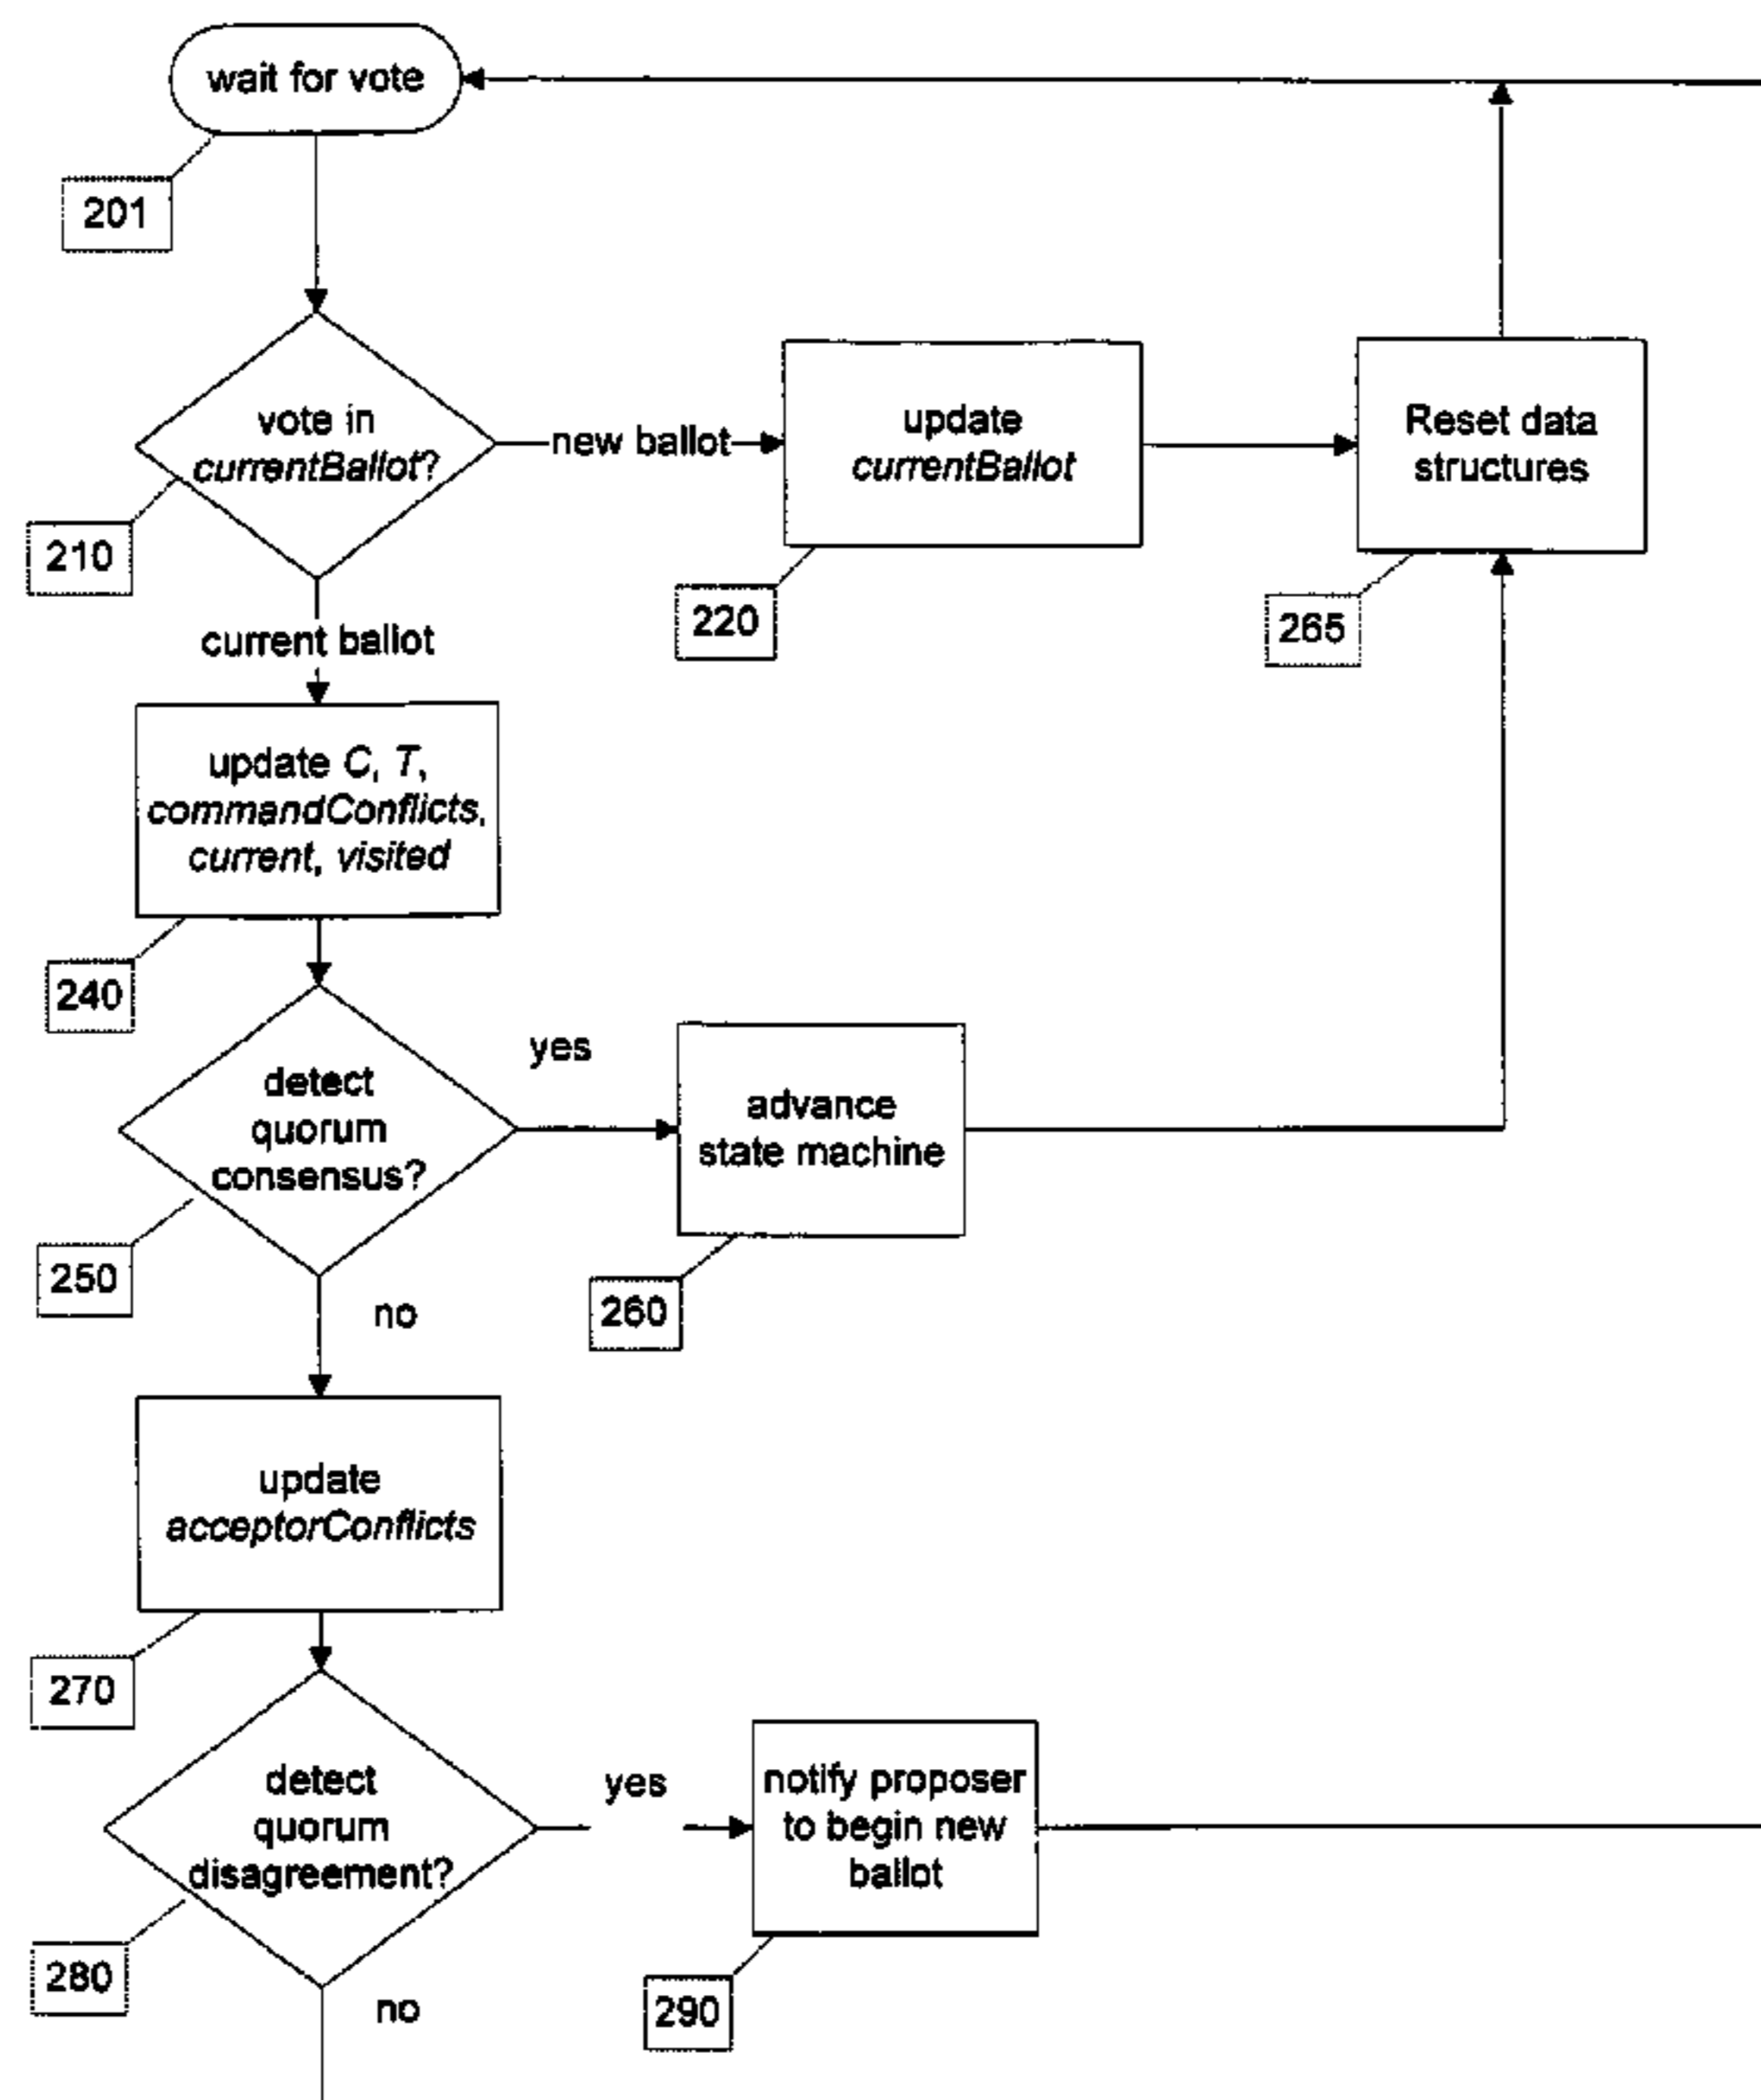 wait for vote
201
vote in
currentBallot?
new ballot
update
currentBallot
Reset data
structures
210
220
265
current ballot
update C, T,
commandConflicts,
current, visited
240
detect
quorum
consensus?
yes
advance
state machine
250
260
no
update
acceptorConflicts
270
detect
quorum
disagreement?
yes
notify proposer
to begin new
ballot
280
290
no